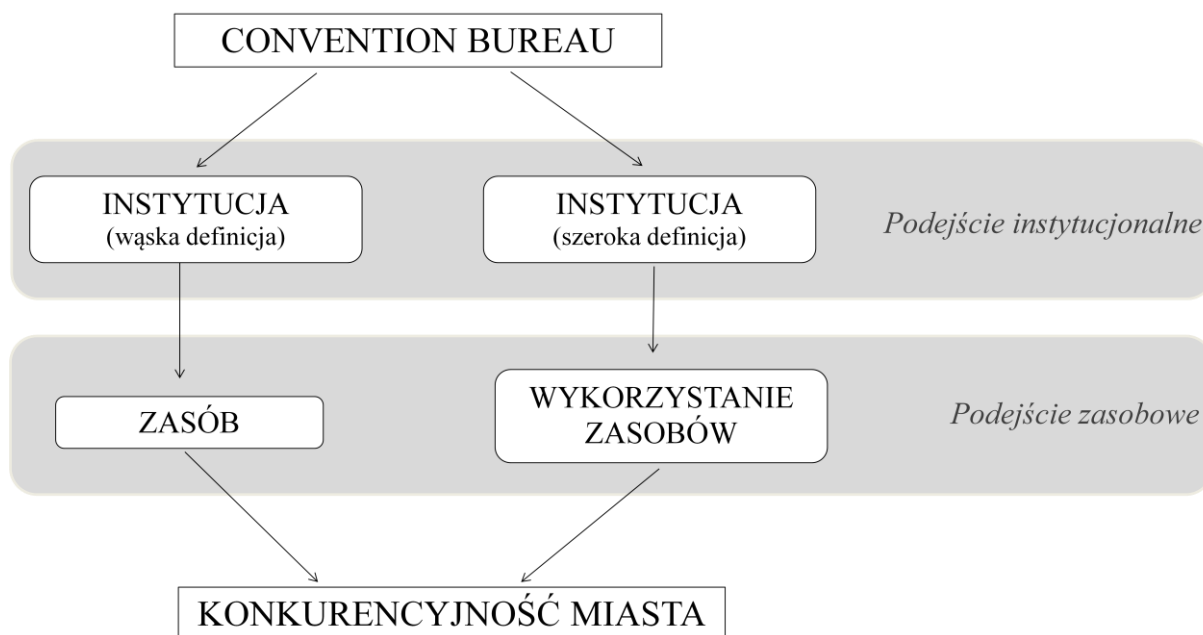 CONVENTION BUREAU
INSTYTUCJA
(wąska definicja)
INSTYTUCJA
(szeroka definicja)
Podejście instytucjonalne
ZASÓB
WYKORZYSTANIE
ZASOBÓW
Podejście zasobowe
KONKURENCYJNOŚĆ MIASTA